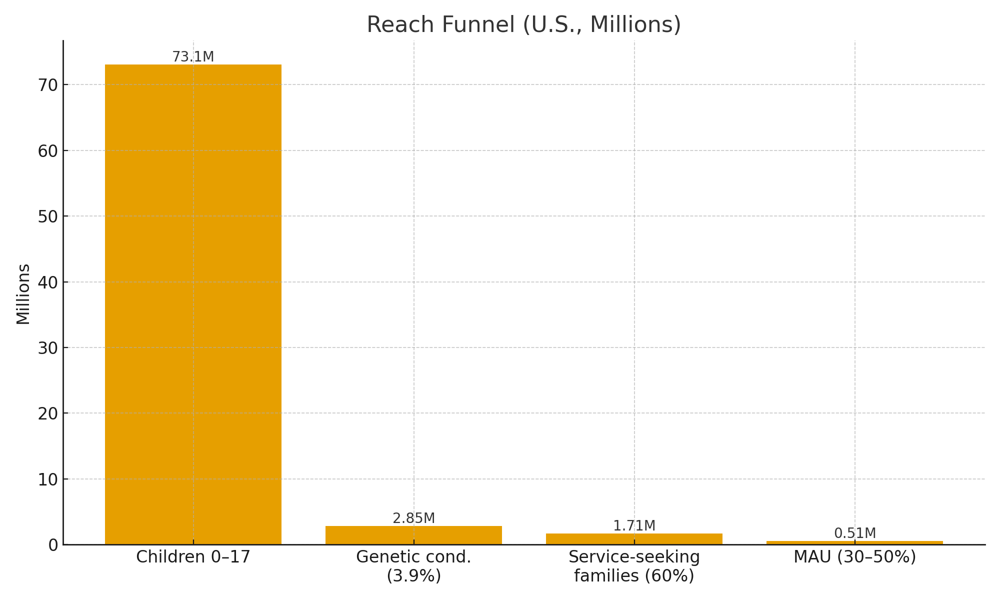 Reach Funnel (U.S., Millions)
Millions
70
60
50
40
30
20
10
0
73.1M
2.85M
1.71M
0.51M
Children 0–17
Genetic cond.
(3.9%)
Service-seeking
families (60%)
MAU (30–50%)